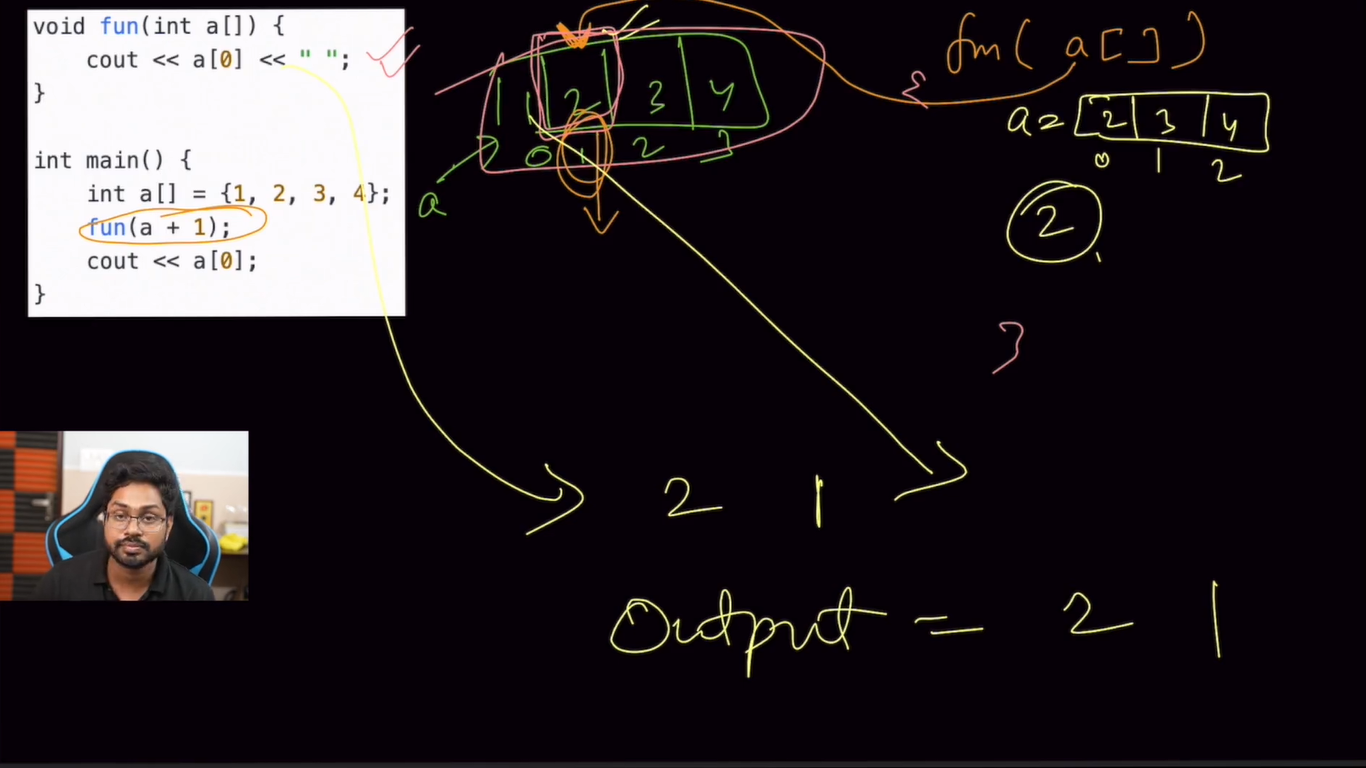 void fun(int a[]) {
cout << a[0] << " ";
}
int main() {
int a[] = {1, 2, 3, 4};
fun(a + 1);
cout << a[0];
}
1 2 3 4
0 1 2 3
a
fun( a [ ] )
{
a = 2 3 4
0 1 2
2
}
2 1
Output = 2 1